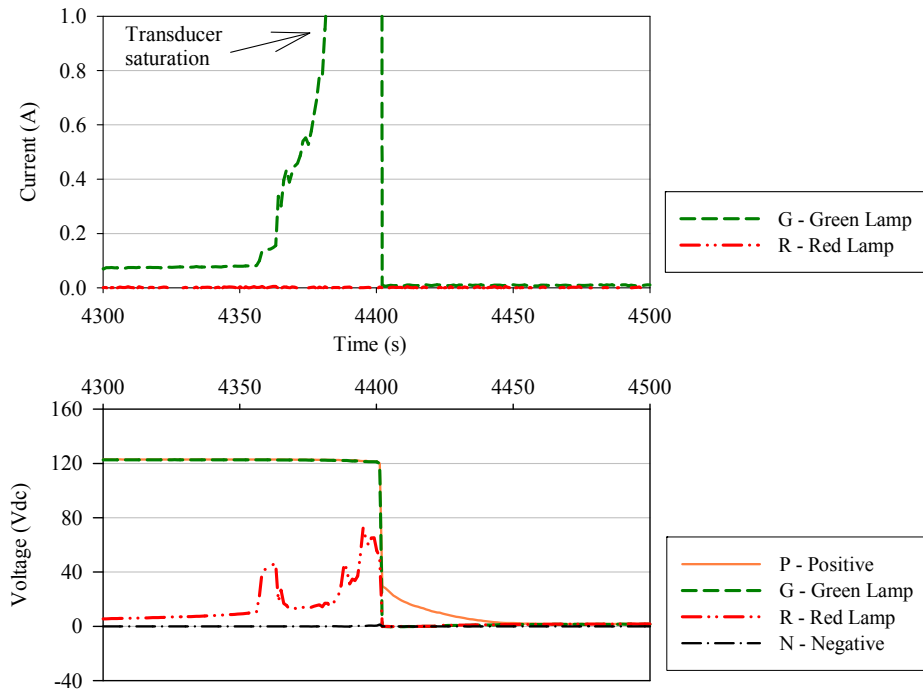 Transducer
saturation
1.0
0.8
0.6
0.4
0.2
0.0
Current (A)
4300 4350 4400 4450 4500
Time (s)
G - Green Lamp
R - Red Lamp
4300 4350 4400 4450 4500
160
120
80
40
0
-40
Voltage (Vdc)
P - Positive
G - Green Lamp
R - Red Lamp
N - Negative